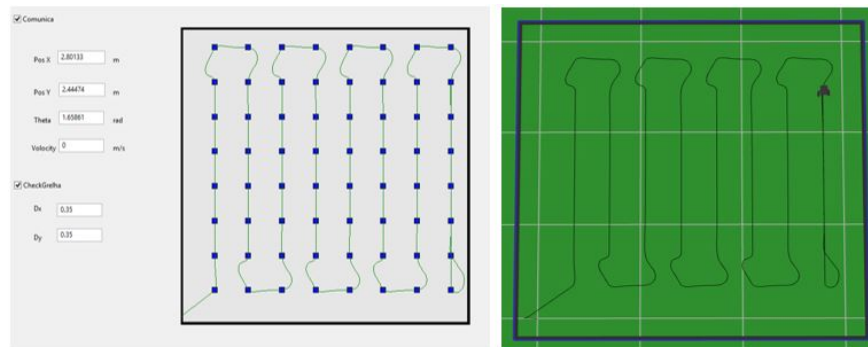 Comunica
Pos X 2.80133 m
Pos Y 2.44474 m
Theta 1.65861 rad
Volocity 0 m/s
CheckGrelha
Dx 0.35
Dy 0.35